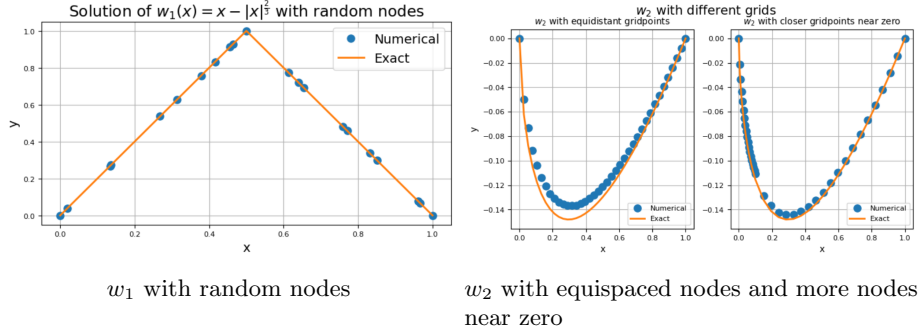 Solution of w₁(x) = x − |x|^{2/3} with random nodes
Numerical
Exact
y
1.0
0.8
0.6
0.4
0.2
0.0
0.0 0.2 0.4 0.6 0.8 1.0
x
w₂ with different grids
w₂ with equidistant gridpoints
y
0.00
−0.02
−0.04
−0.06
−0.08
−0.10
−0.12
−0.14
Numerical
Exact
0.0 0.2 0.4 0.6 0.8 1.0
x
w₂ with closer gridpoints near zero
0.00
−0.02
−0.04
−0.06
−0.08
−0.10
−0.12
−0.14
Numerical
Exact
0.0 0.2 0.4 0.6 0.8 1.0
x
w₁ with random nodes
w₂ with equispaced nodes and more nodes
near zero